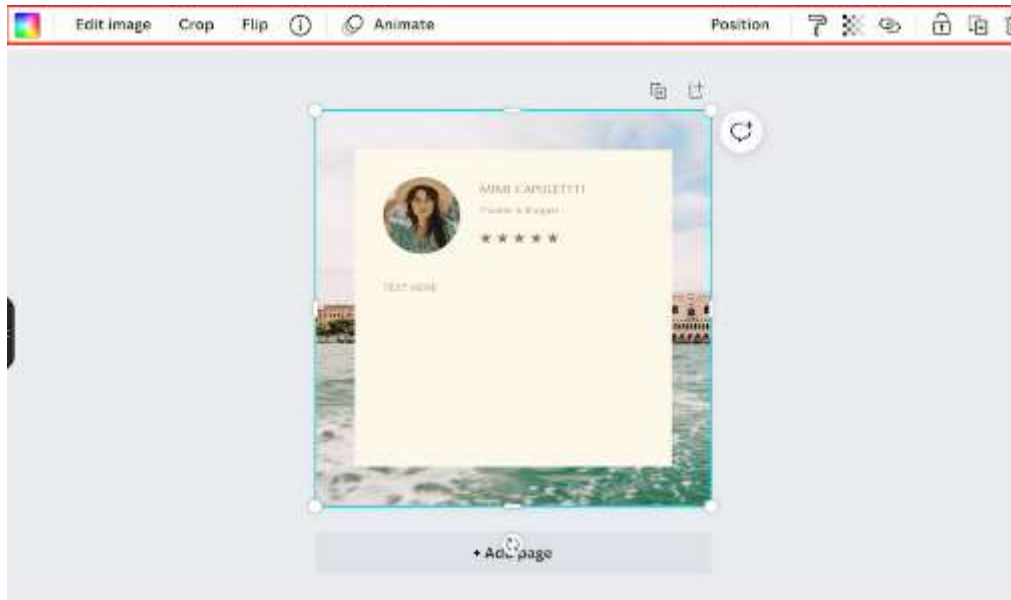 Edit image Crop Flip Animate Position
MIMI CAPULETTI
TEXT HERE
+ Add page